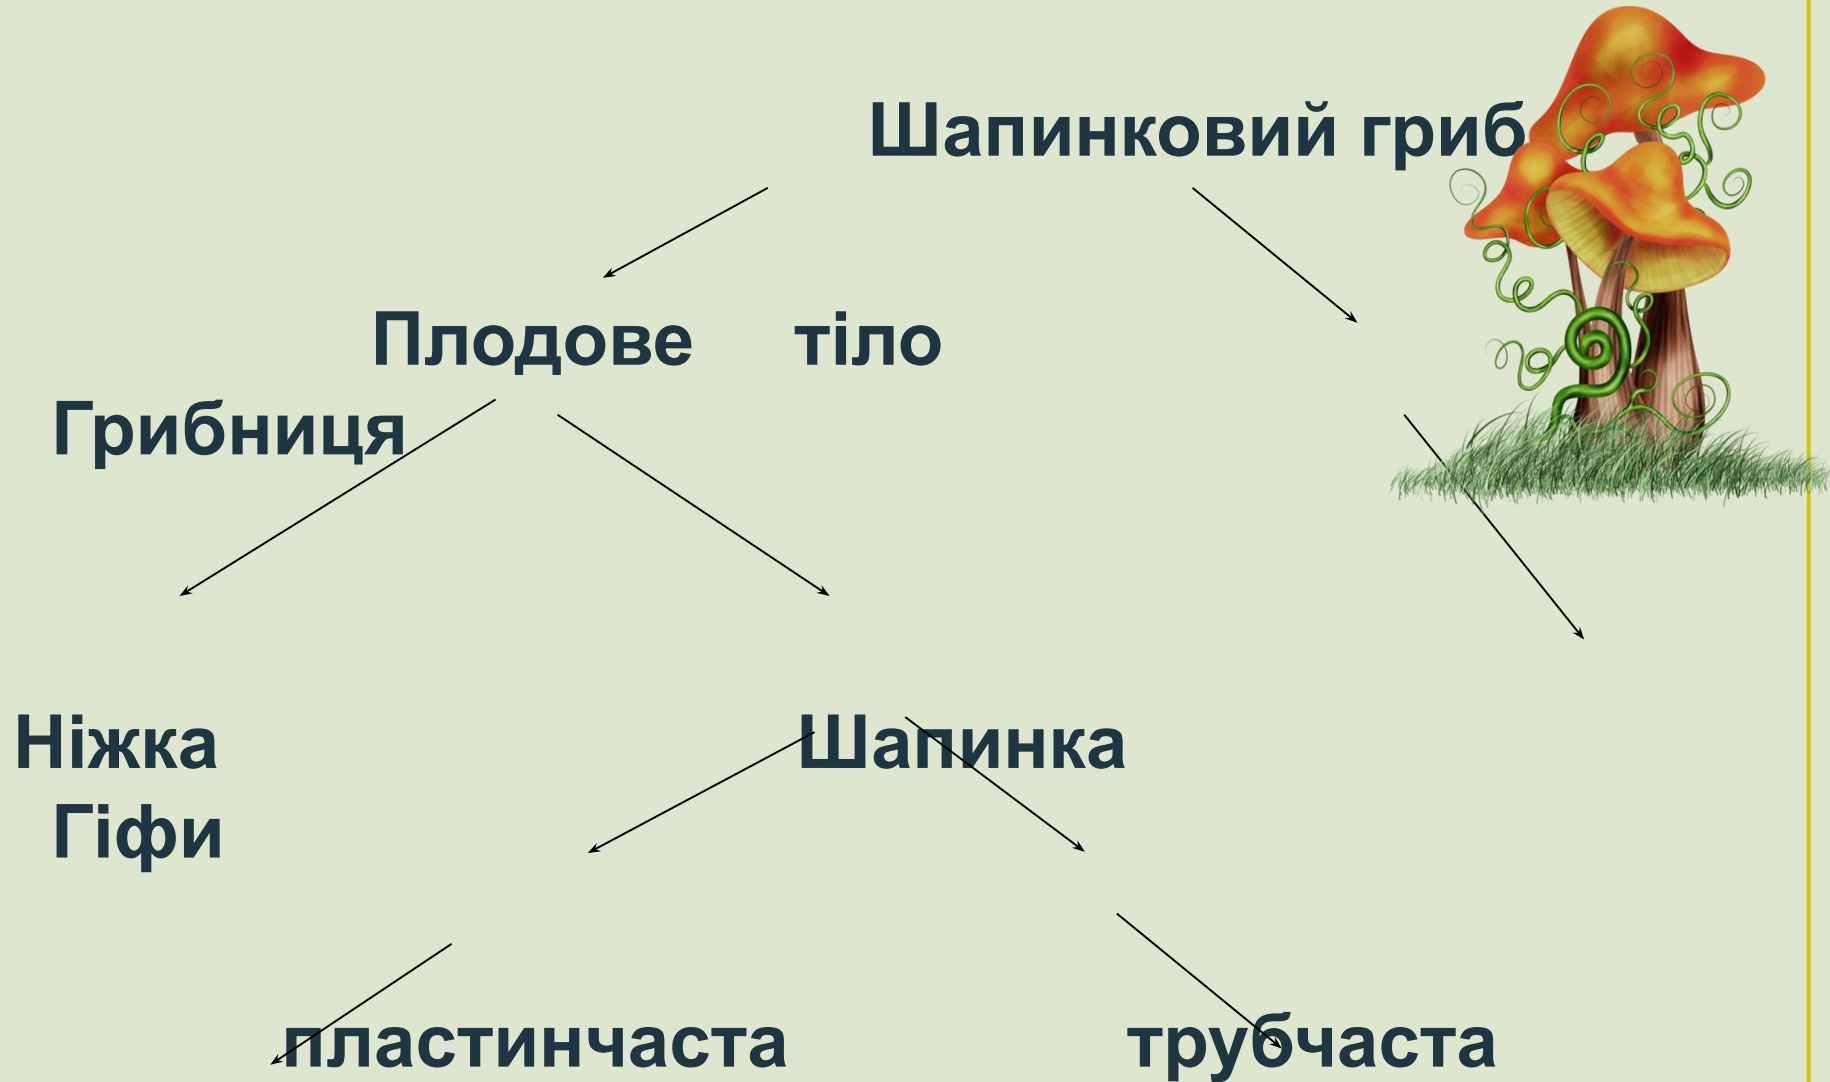 Шапинковий гриб
Плодове тіло
Грибниця
Ніжка Шапинка
Гіфи
пластинчаста трубчаста